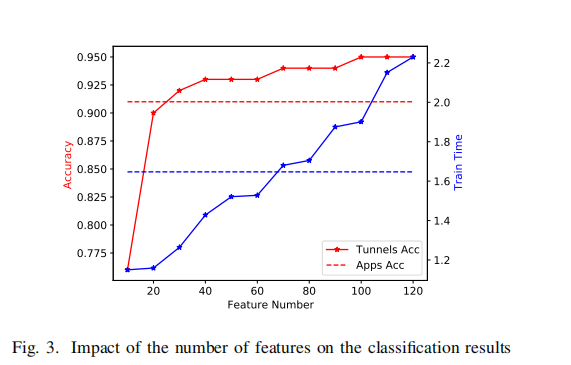 0.950
0.925
0.900
0.875
0.850
0.825
0.800
0.775
Accuracy
2.2
2.0
1.8
1.6
1.4
1.2
Train Time
Tunnels Acc
Apps Acc
20 40 60 80 100 120
Feature Number
Fig. 3. Impact of the number of features on the classification results